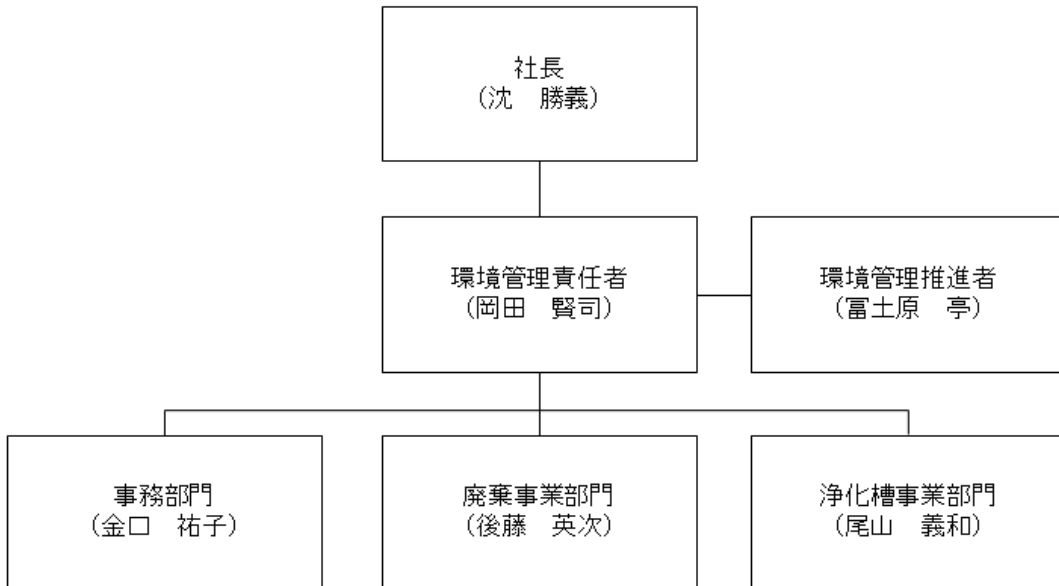 社長
(沈　勝義)
環境管理責任者
(岡田　賢司)
環境管理推進者
(冨土原　亭)
事務部門
(金口　祐子)
廃棄事業部門
(後藤　英次)
浄化槽事業部門
(尾山　義和)